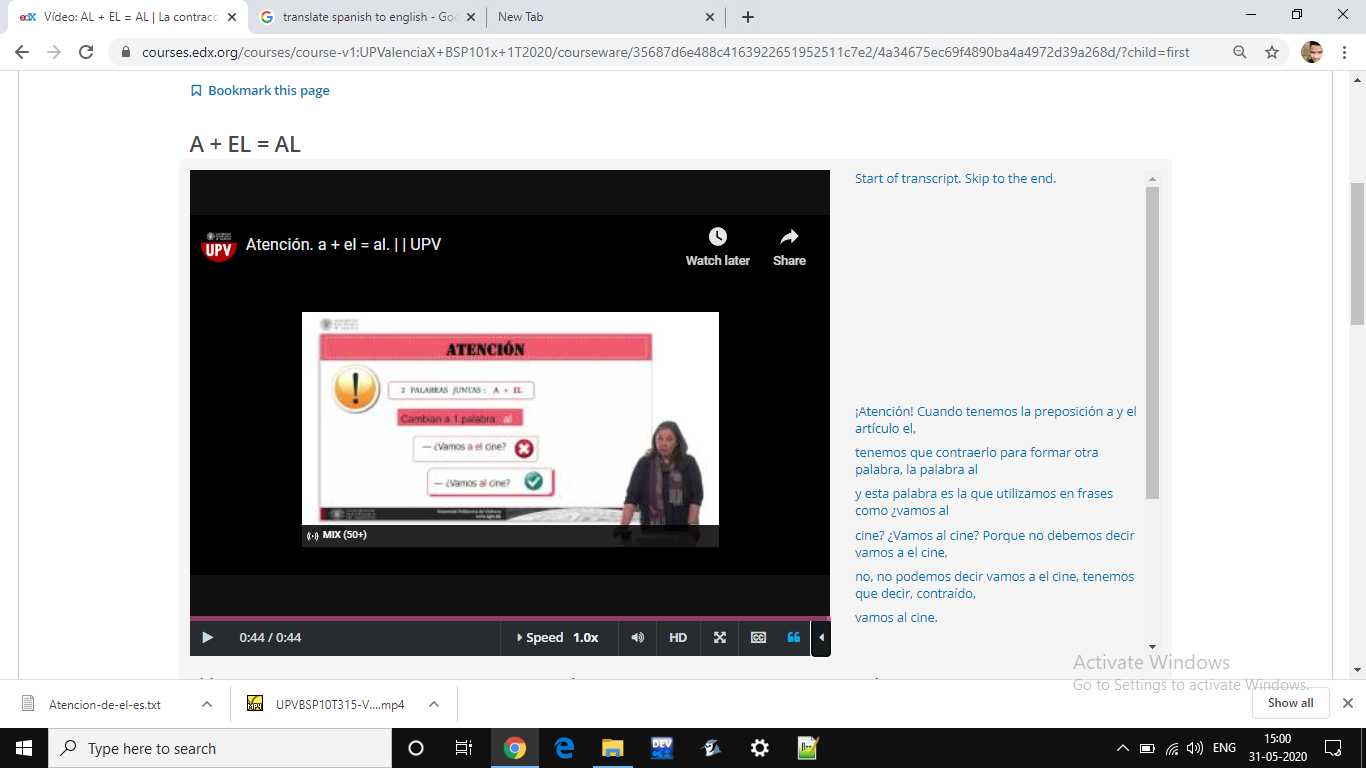 Vídeo: AL + EL = AL | La contracc
translate spanish to english - Goo
New Tab
courses.edx.org/courses/course-v1:UPValenciaX+BSP101x+1T2020/courseware/35687d6e488c4163922651952511c7e2/4a34675ec69f4890ba4a4972d39a268d/?child=first
Bookmark this page
A + EL = AL
UPV
Atención. a + el = al. | | UPV
Watch later
Share
ATENCIÓN
2 PALABRAS JUNTAS: A + EL
Cambian a 1 palabra: al
— ¿Vamos a el cine?
— ¿Vamos al cine?
MIX (50+)
0:44 / 0:44
Speed 1.0x
HD
CC
Start of transcript. Skip to the end.
¡Atención! Cuando tenemos la preposición a y el
artículo el,
tenemos que contraerlo para formar otra
palabra, la palabra al
y esta palabra es la que utilizamos en frases
como ¿vamos al
cine? ¿Vamos al cine? Porque no debemos decir
vamos a el cine,
no, no podemos decir vamos a el cine, tenemos
que decir, contraído,
vamos al cine.
Activate Windows
Go to Settings to activate Windows.
Atencion-de-el-es.txt
UPVBSP10T315-V....mp4
Show all
Type here to search
DEV
ENG
15:00
31-05-2020